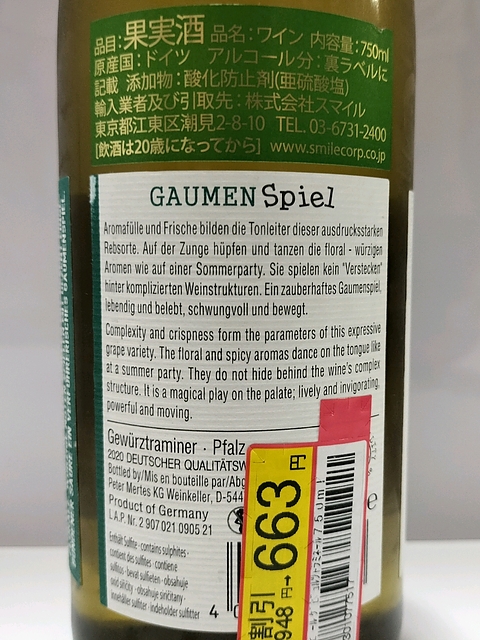 品目:果実酒 品名:ワイン 内容量:750ml
原産国:ドイツ アルコール分:裏ラベルに
記載 添加物:酸化防止剤(亜硫酸塩)
輸入業者及び引取先:株式会社スマイル
東京都江東区潮見2-8-10 TEL. 03-6731-2400
[飲酒は20歳になってから] www.smilecorp.co.jp
GAUMEN Spiel
Aromafülle und Frische bilden die Tonleiter dieser ausdrucksstarken
Rebsorte. Auf der Zunge hüpfen und tanzen die floral - würzigen
Aromen wie auf einer Sommerparty. Sie spielen kein "Verstecken"
hinter komplizierten Weinstrukturen. Ein zauberhaftes Gaumenspiel,
lebendig und belebt, schwungvoll und bewegt.
Complexity and crispness form the parameters of this expressive
grape variety. The floral and spicy aromas dance on the tongue like
at a summer party. They do not hide behind the wine's complex
structure. It is a magical play on the palate; lively and invigorating,
powerful and moving.
Gewürztraminer · Pfalz
2020 DEUTSCHER QUALITÄTSW
Bottled by/Mis en bouteille par/Abg
Peter Mertes KG Weinkeller, D-544
Product of Germany
L.A.P. Nr. 2 907 021 0905 21
Enthält Sulfite · contains sulphites ·
contient des sulfites · contiene
sulfitos · bevat sulfieten · obsahuje
oxid siřičitý · obsahuje siričitany ·
innehåller sulfiter · indeholder sulfitter
4
e
割引
948円→
663円